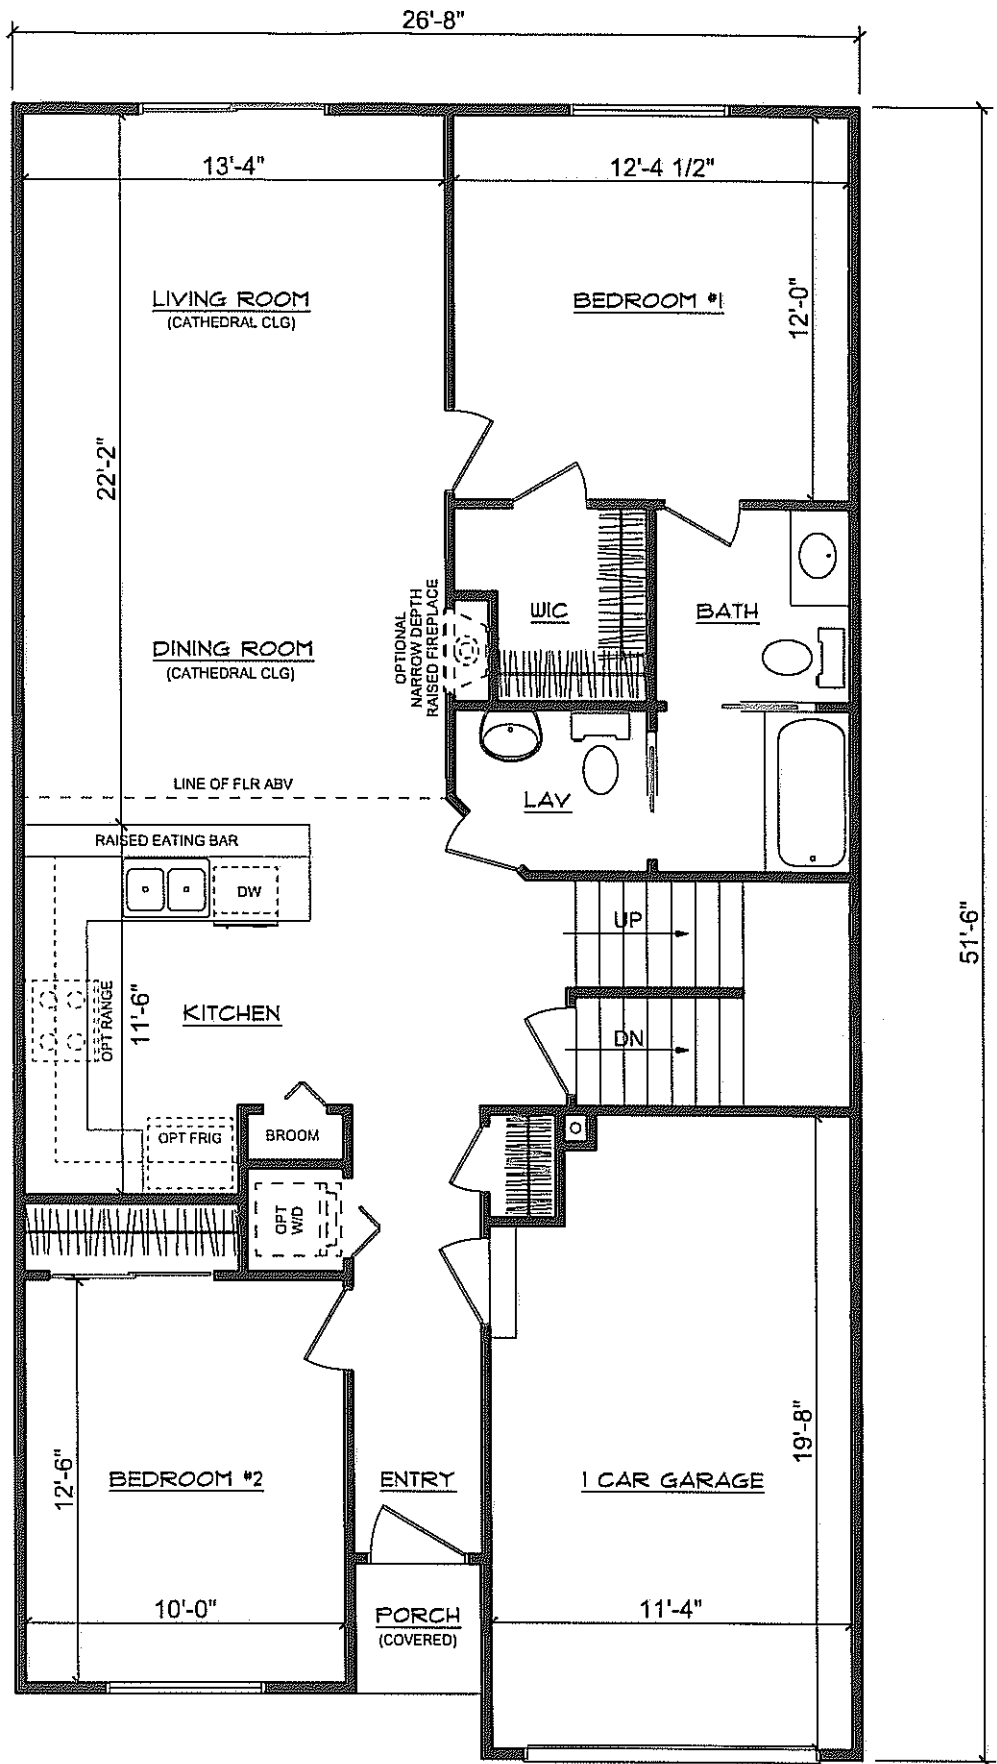 26'-8"
13'-4"
12'-4 1/2"
LIVING ROOM
(CATHEDRAL CLG)
BEDROOM #1
12'-0"
22'-2"
OPTIONAL
NARROW DEPTH
RAISED FIREPLACE
WIC
BATH
DINING ROOM
(CATHEDRAL CLG)
LINE OF FLR ABV
LAV
RAISED EATING BAR
DW
UP
51'-6"
OPT RANGE
11'-6"
KITCHEN
DN
OPT FRIG
BROOM
OPT
W/D
12'-6"
BEDROOM #2
ENTRY
1 CAR GARAGE
19'-8"
10'-0"
PORCH
(COVERED)
11'-4"